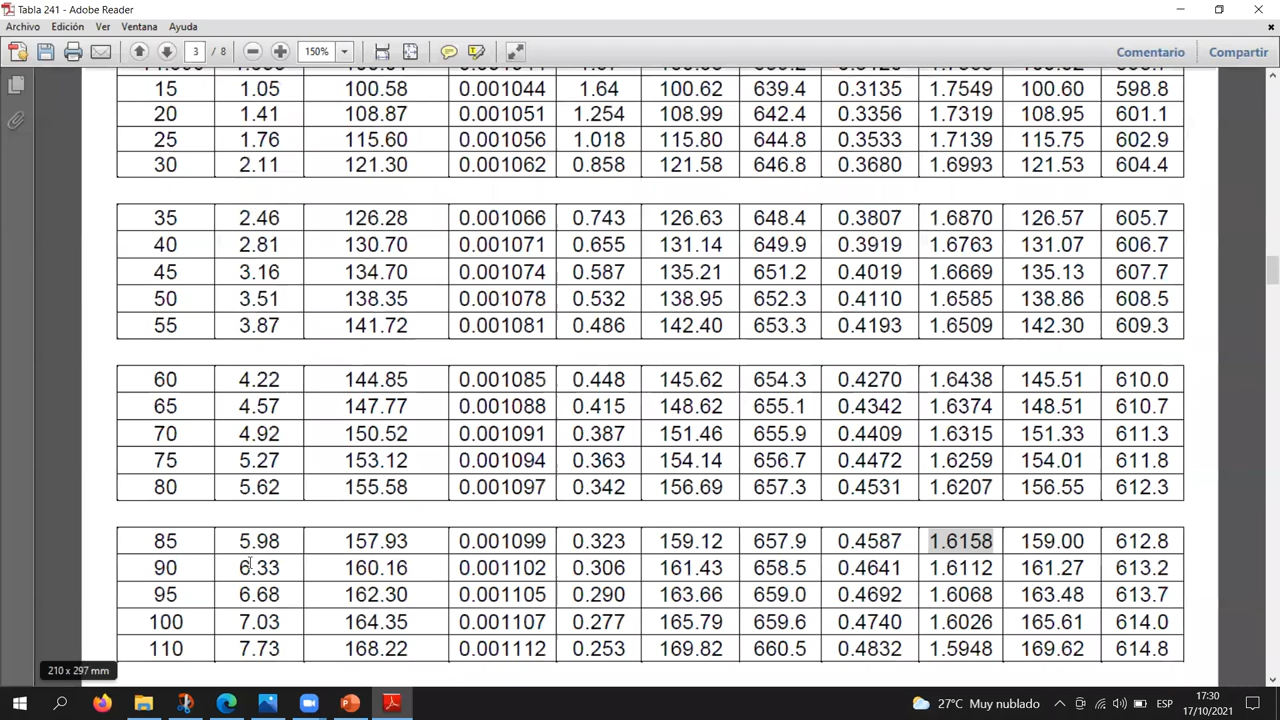 Tabla 241 - Adobe Reader
Archivo Edición Ver Ventana Ayuda
3 / 8 150% Comentario Compartir
15 1.05 100.58 0.001044 1.64 100.62 639.4 0.3135 1.7549 100.60 598.8
20 1.41 108.87 0.001051 1.254 108.99 642.4 0.3356 1.7319 108.95 601.1
25 1.76 115.60 0.001056 1.018 115.80 644.8 0.3533 1.7139 115.75 602.9
30 2.11 121.30 0.001062 0.858 121.58 646.8 0.3680 1.6993 121.53 604.4
35 2.46 126.28 0.001066 0.743 126.63 648.4 0.3807 1.6870 126.57 605.7
40 2.81 130.70 0.001071 0.655 131.14 649.9 0.3919 1.6763 131.07 606.7
45 3.16 134.70 0.001074 0.587 135.21 651.2 0.4019 1.6669 135.13 607.7
50 3.51 138.35 0.001078 0.532 138.95 652.3 0.4110 1.6585 138.86 608.5
55 3.87 141.72 0.001081 0.486 142.40 653.3 0.4193 1.6509 142.30 609.3
60 4.22 144.85 0.001085 0.448 145.62 654.3 0.4270 1.6438 145.51 610.0
65 4.57 147.77 0.001088 0.415 148.62 655.1 0.4342 1.6374 148.51 610.7
70 4.92 150.52 0.001091 0.387 151.46 655.9 0.4409 1.6315 151.33 611.3
75 5.27 153.12 0.001094 0.363 154.14 656.7 0.4472 1.6259 154.01 611.8
80 5.62 155.58 0.001097 0.342 156.69 657.3 0.4531 1.6207 156.55 612.3
85 5.98 157.93 0.001099 0.323 159.12 657.9 0.4587 1.6158 159.00 612.8
90 6.33 160.16 0.001102 0.306 161.43 658.5 0.4641 1.6112 161.27 613.2
95 6.68 162.30 0.001105 0.290 163.66 659.0 0.4692 1.6068 163.48 613.7
100 7.03 164.35 0.001107 0.277 165.79 659.6 0.4740 1.6026 165.61 614.0
110 7.73 168.22 0.001112 0.253 169.82 660.5 0.4832 1.5948 169.62 614.8
210 x 297 mm
27°C Muy nublado ESP 17:30
17/10/2021